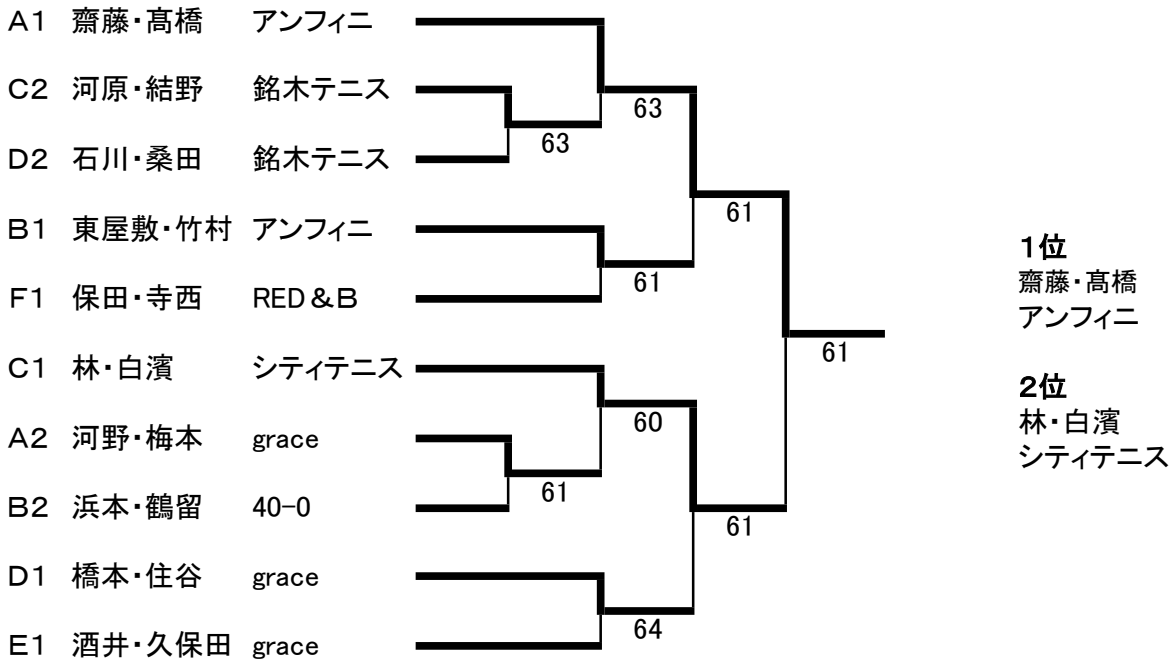 A1 齋藤・髙橋 アンフィニ
C2 河原・結野 銘木テニス
63
63
D2 石川・桑田 銘木テニス
61
B1 東屋敷・竹村 アンフィニ
61
F1 保田・寺西 RED&B
1位
齋藤・髙橋
アンフィニ
61
C1 林・白濱 シティテニス
2位
林・白濱
シティテニス
60
A2 河野・梅本 grace
61
B2 浜本・鶴留 40-0
61
D1 橋本・住谷 grace
64
E1 酒井・久保田 grace